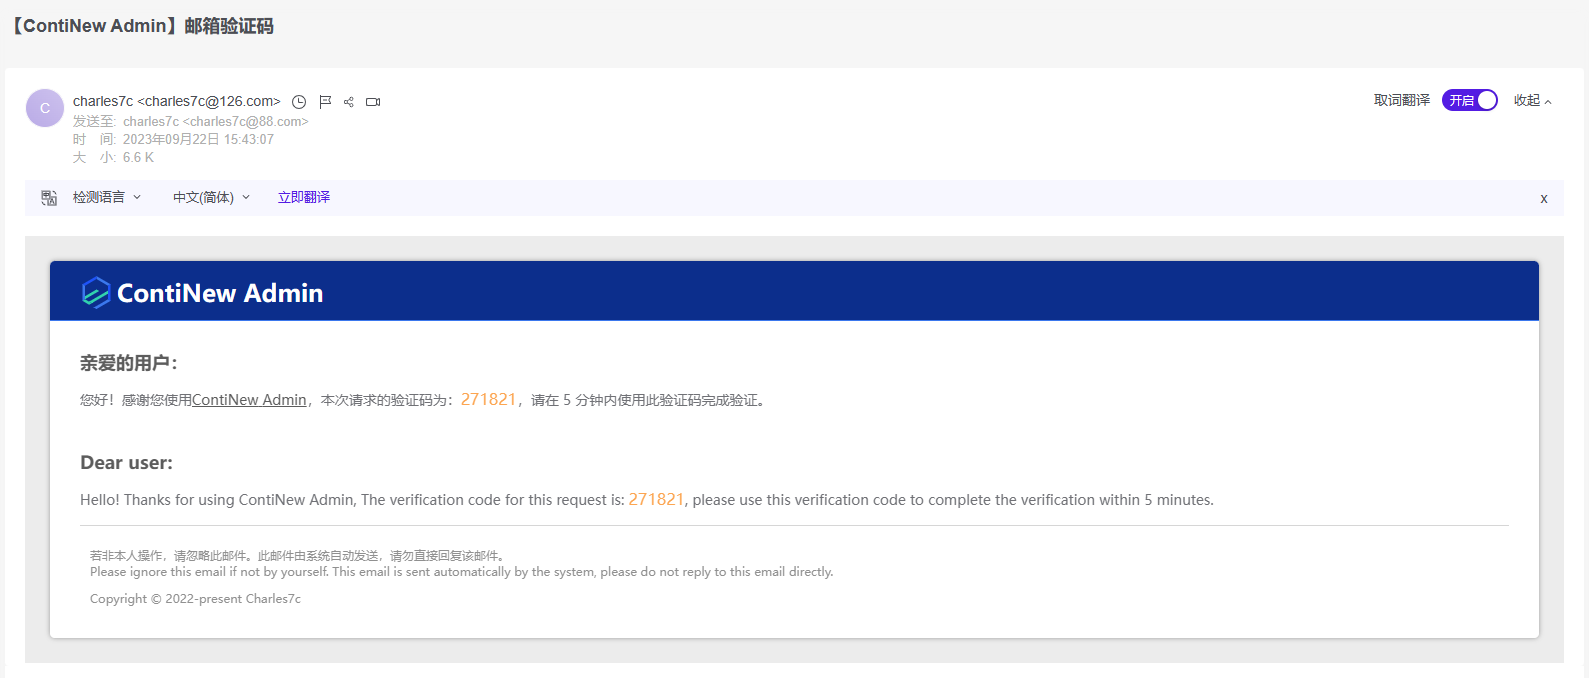 【ContiNew Admin】邮箱验证码
C
charles7c <charles7c@126.com>
取词翻译 开启 收起
发送至: charles7c <charles7c@88.com>
时 间: 2023年09月22日 15:43:07
大 小: 6.6 K
检测语言 中文(简体) 立即翻译 x
ContiNew Admin
亲爱的用户：
您好！感谢您使用ContiNew Admin，本次请求的验证码为：271821，请在 5 分钟内使用此验证码完成验证。
Dear user:
Hello! Thanks for using ContiNew Admin, The verification code for this request is: 271821, please use this verification code to complete the verification within 5 minutes.
若非本人操作，请忽略此邮件。此邮件由系统自动发送，请勿直接回复该邮件。
Please ignore this email if not by yourself. This email is sent automatically by the system, please do not reply to this email directly.
Copyright © 2022-present Charles7c